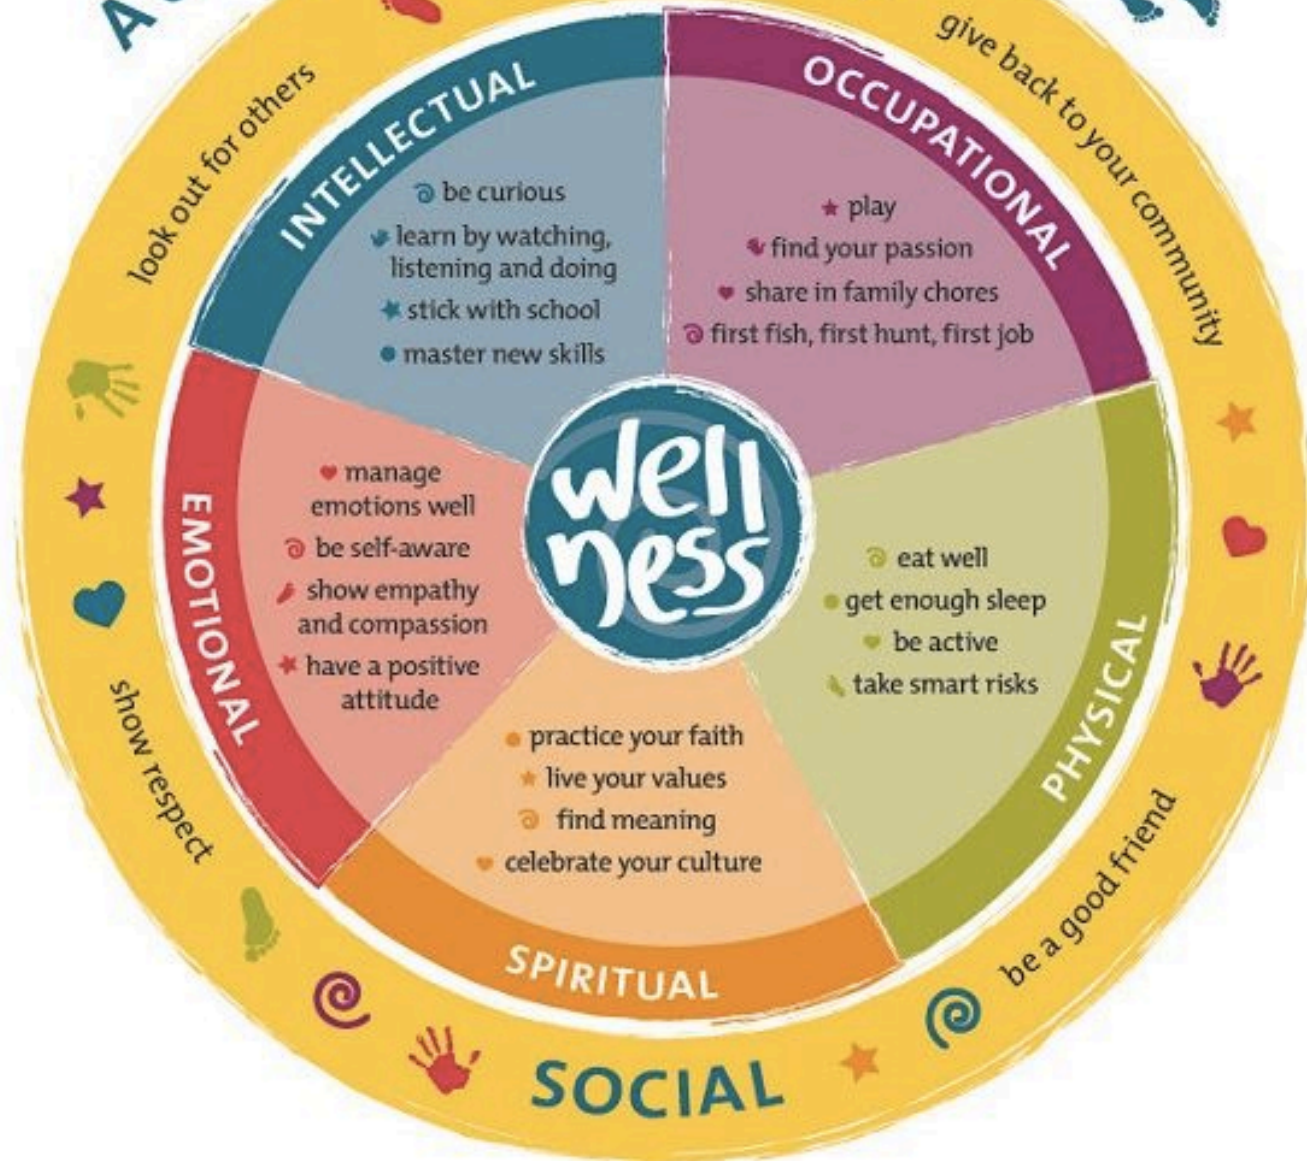 look out for others
give back to your community
INTELLECTUAL
be curious
learn by watching,
listening and doing
stick with school
master new skills
OCCUPATIONAL
play
find your passion
share in family chores
first fish, first hunt, first job
well
ness
EMOTIONAL
manage
emotions well
be self-aware
show empathy
and compassion
have a positive
attitude
PHYSICAL
eat well
get enough sleep
be active
take smart risks
practice your faith
live your values
find meaning
celebrate your culture
SPIRITUAL
show respect
be a good friend
SOCIAL